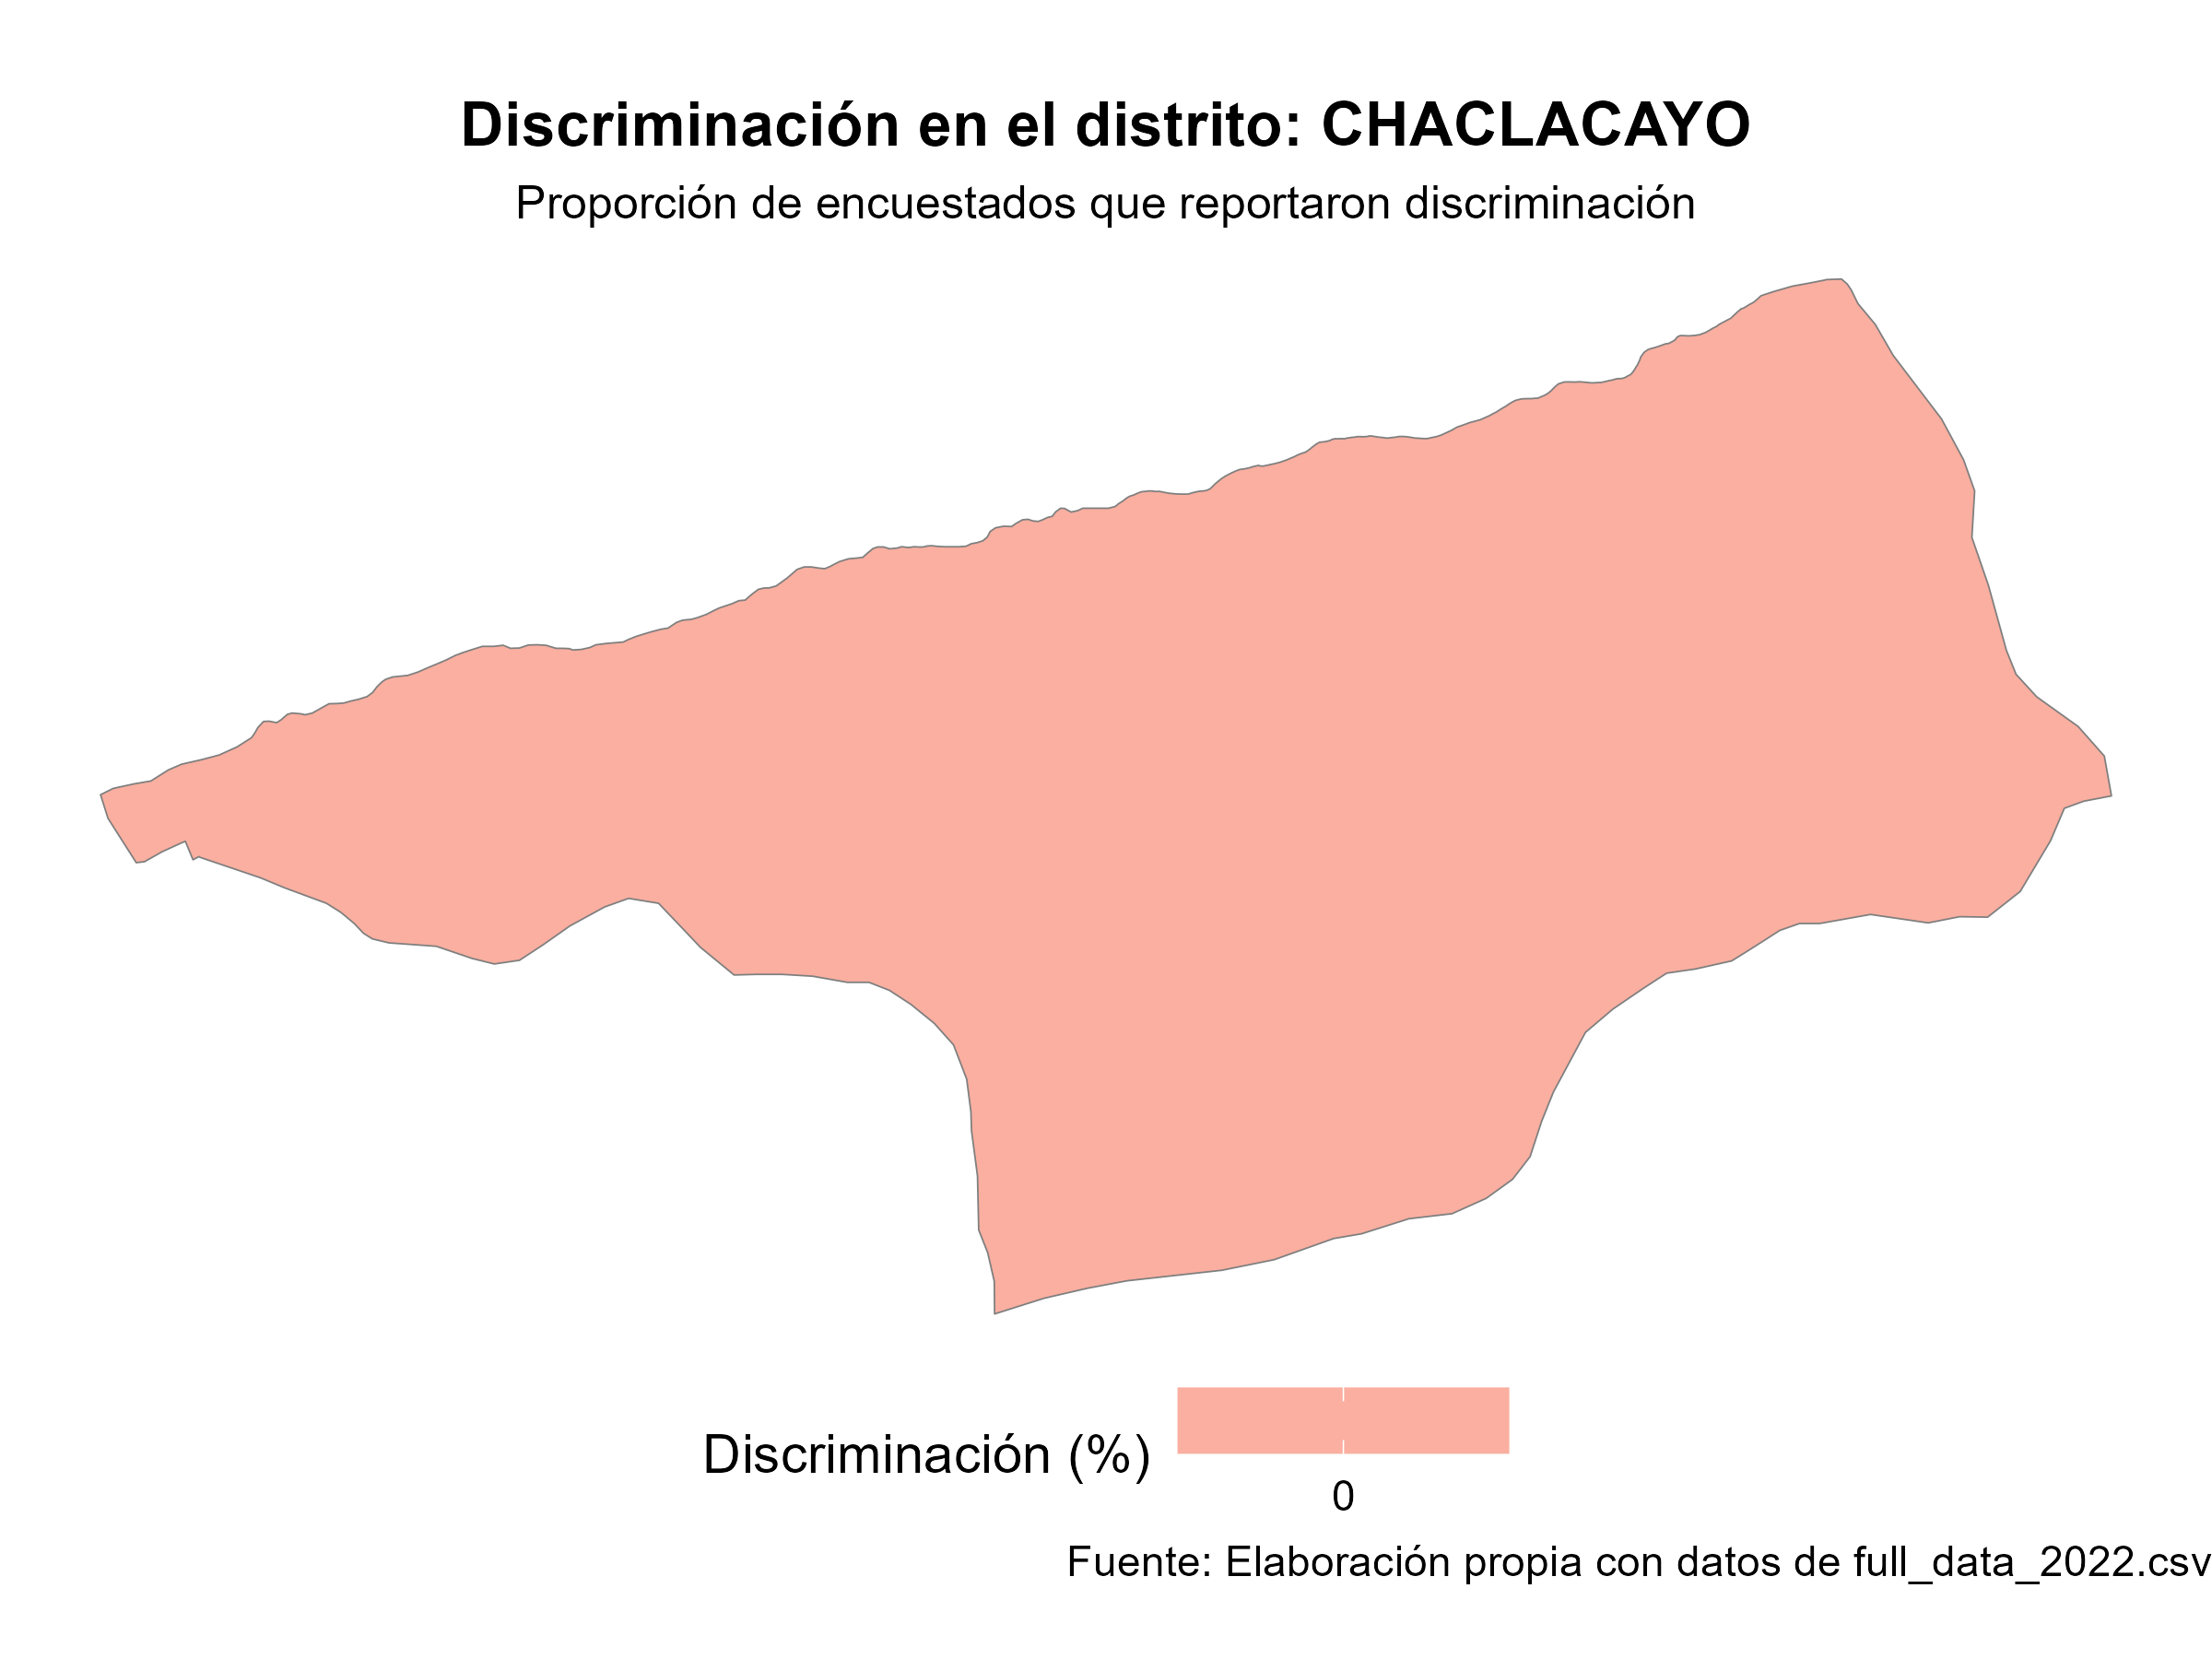 Discriminación en el distrito: CHACLACAYO
Proporción de encuestados que reportaron discriminación
Discriminación (%)
0
Fuente: Elaboración propia con datos de full_data_2022.csv